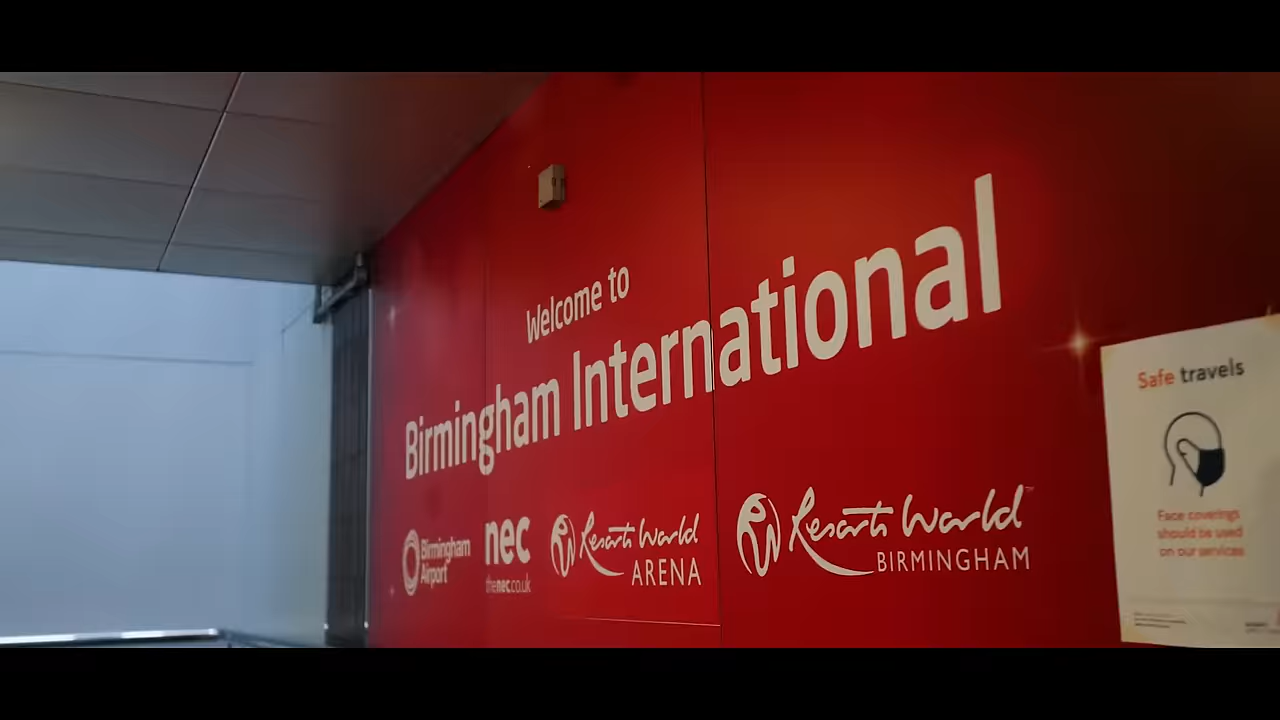 Welcome to
Birmingham International
Birmingham
Airport
nec
thenec.co.uk
Resorts World
ARENA
Resorts World
BIRMINGHAM
Safe travels
Face coverings
should be used
on our services